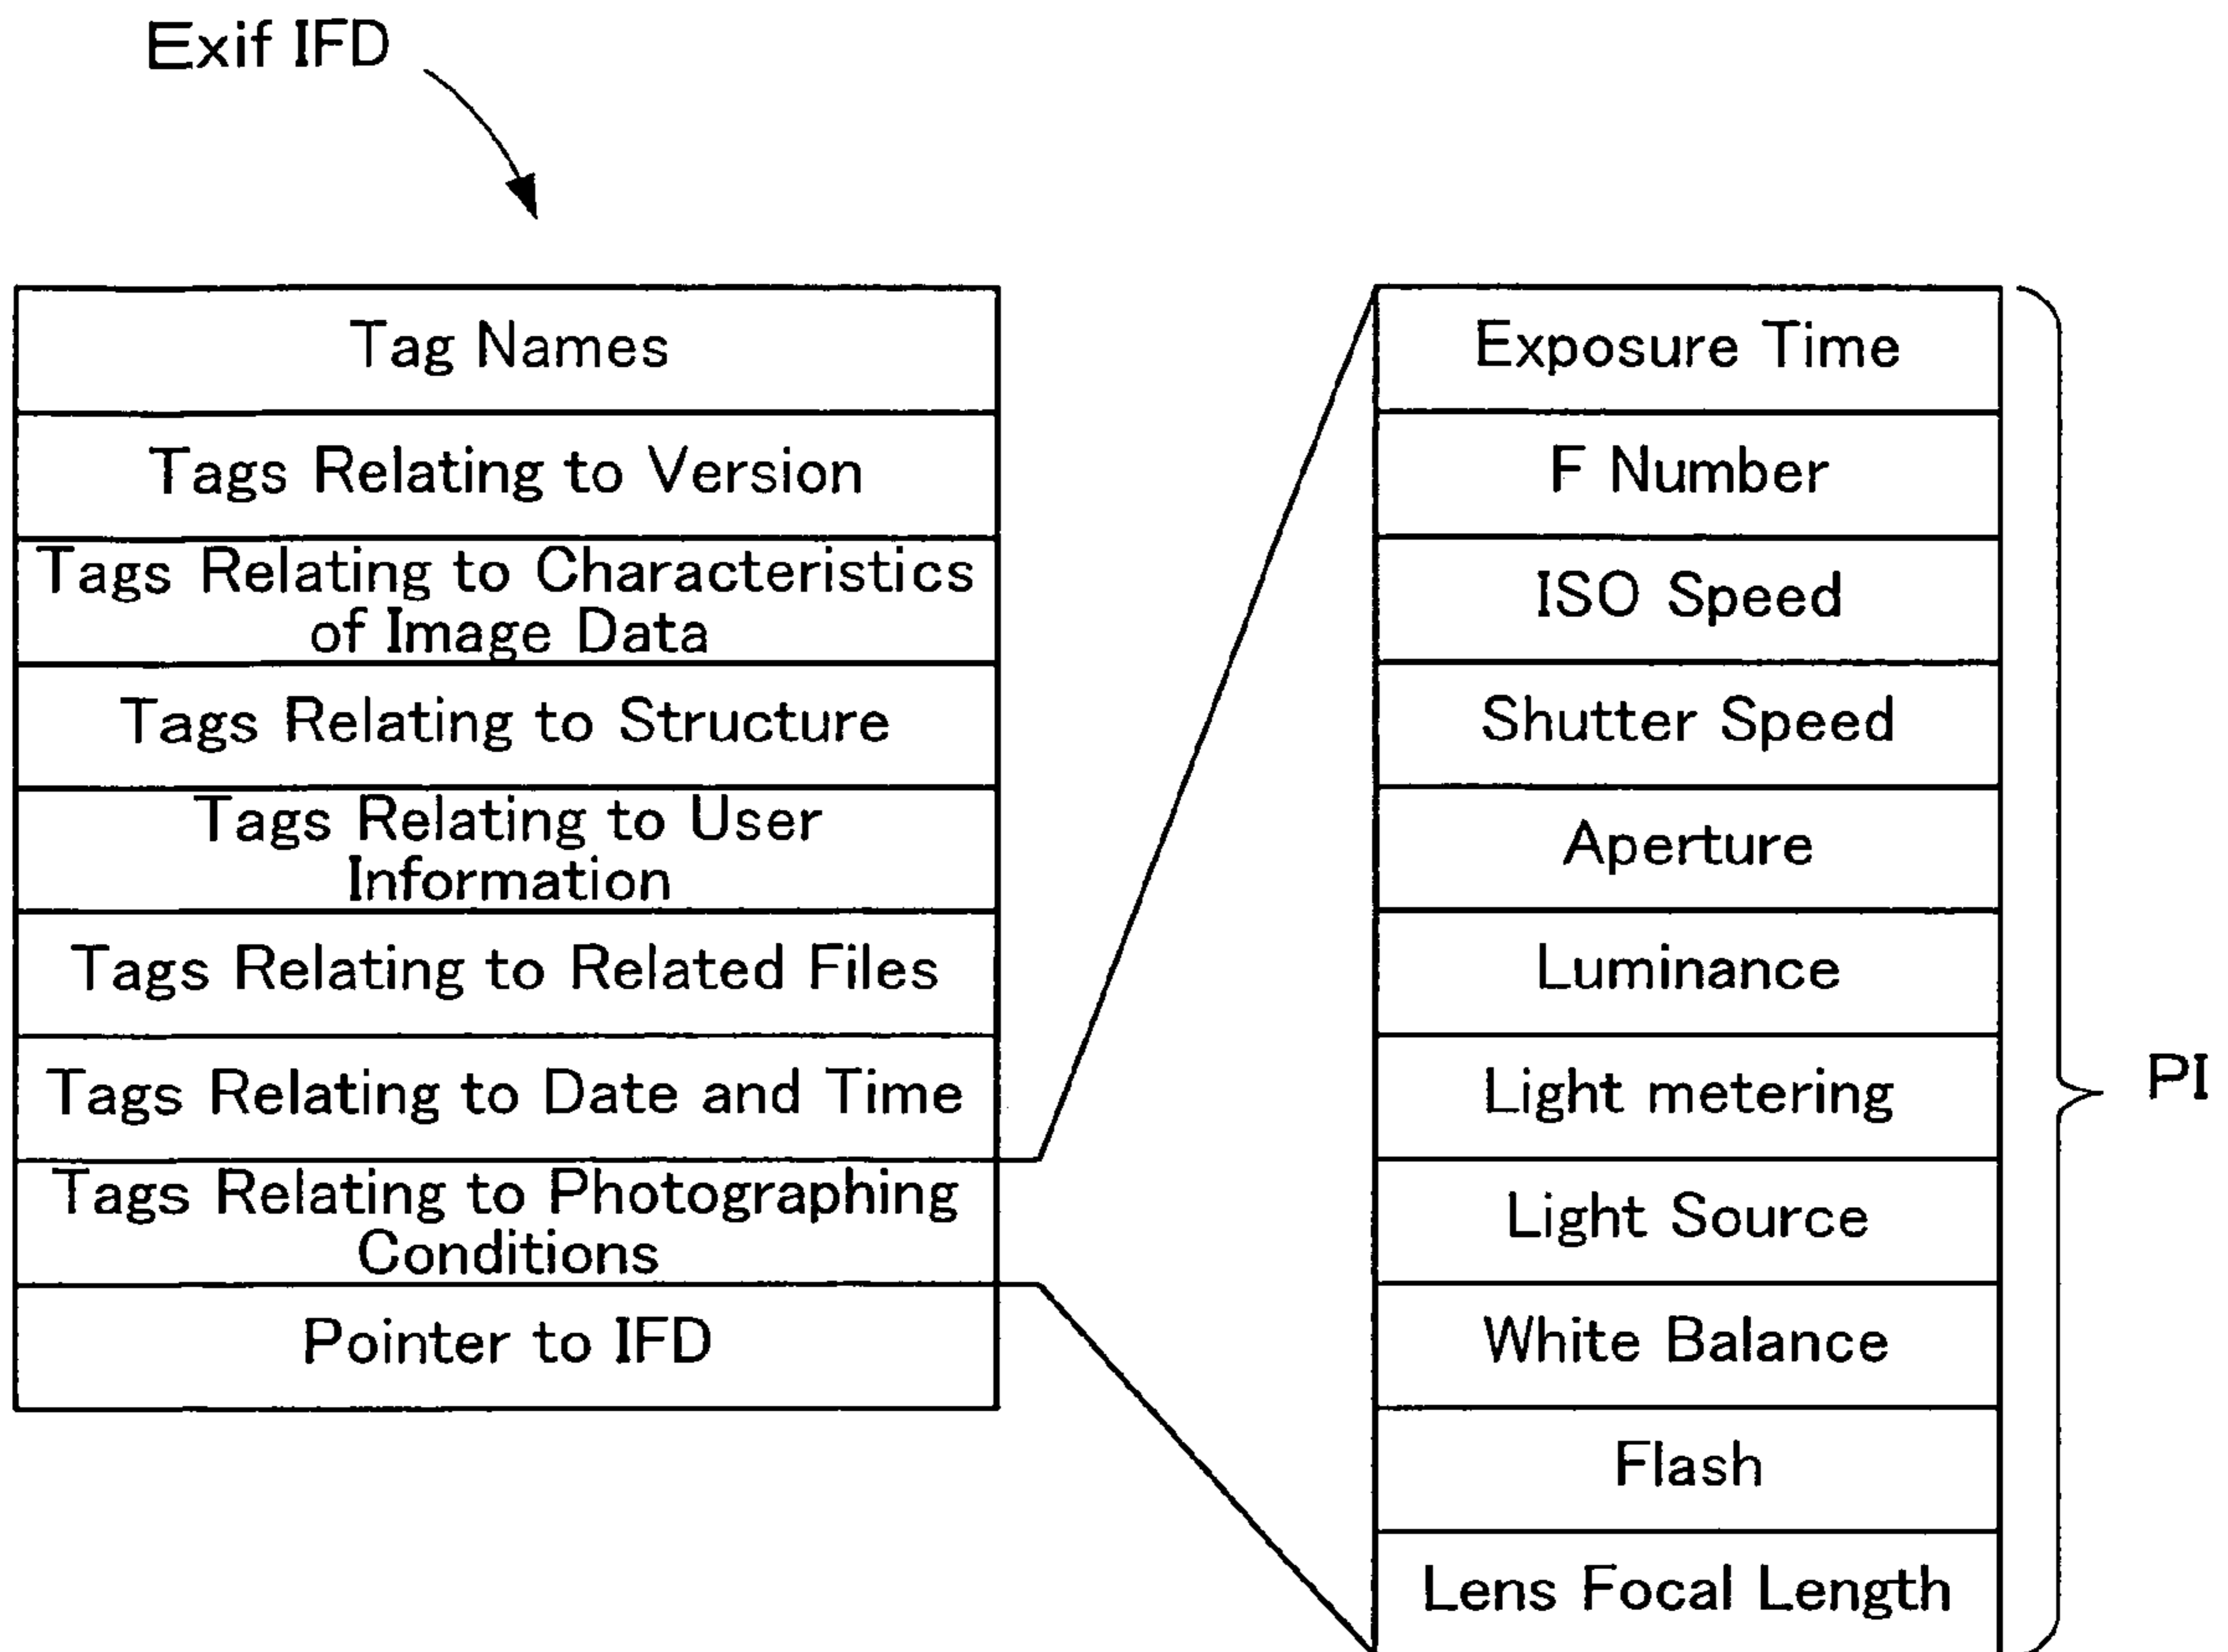 Exif IFD
Tag Names
Tags Relating to Version
Tags Relating to Characteristics
of Image Data
Tags Relating to Structure
Tags Relating to User
Information
Tags Relating to Related Files
Tags Relating to Date and Time
Tags Relating to Photographing
Conditions
Pointer to IFD
Exposure Time
F Number
ISO Speed
Shutter Speed
Aperture
Luminance
Light metering
Light Source
White Balance
Flash
Lens Focal Length
PI